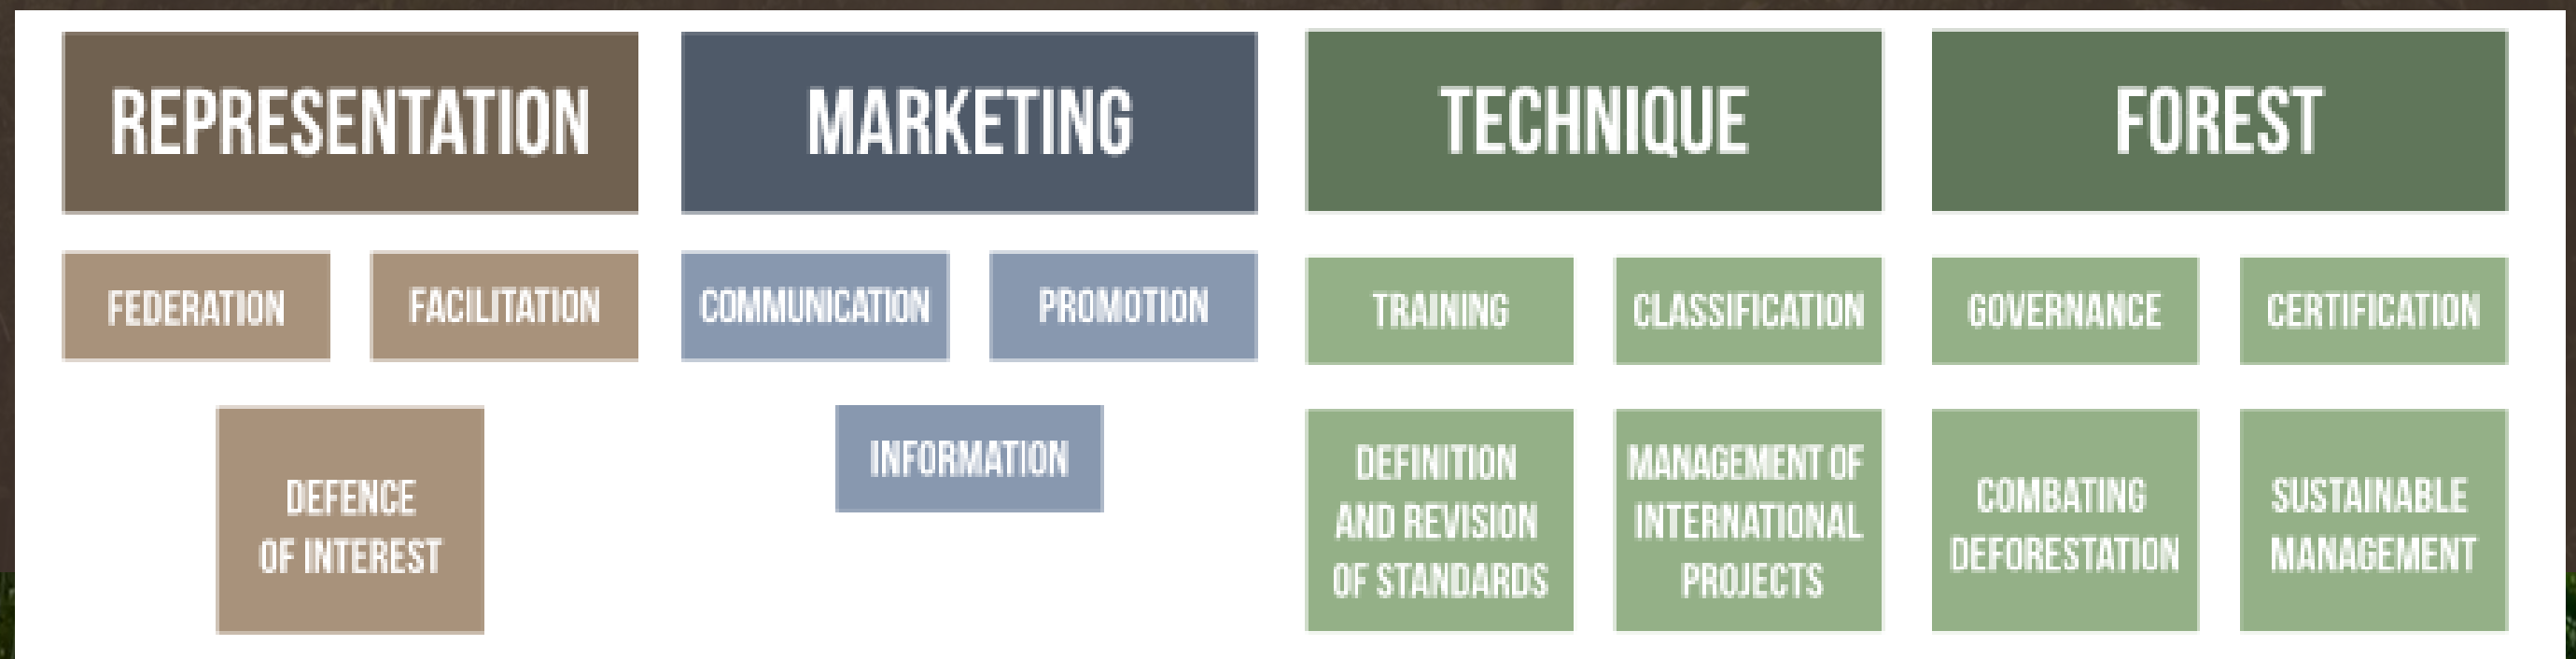 REPRESENTATION
FEDERATION
FACILITATION
DEFENCE
OF INTEREST
MARKETING
COMMUNICATION
PROMOTION
INFORMATION
TECHNIQUE
TRAINING
CLASSIFICATION
DEFINITION
AND REVISION
OF STANDARDS
MANAGEMENT OF
INTERNATIONAL
PROJECTS
FOREST
GOVERNANCE
CERTIFICATION
COMBATING
DEFORESTATION
SUSTAINABLE
MANAGEMENT